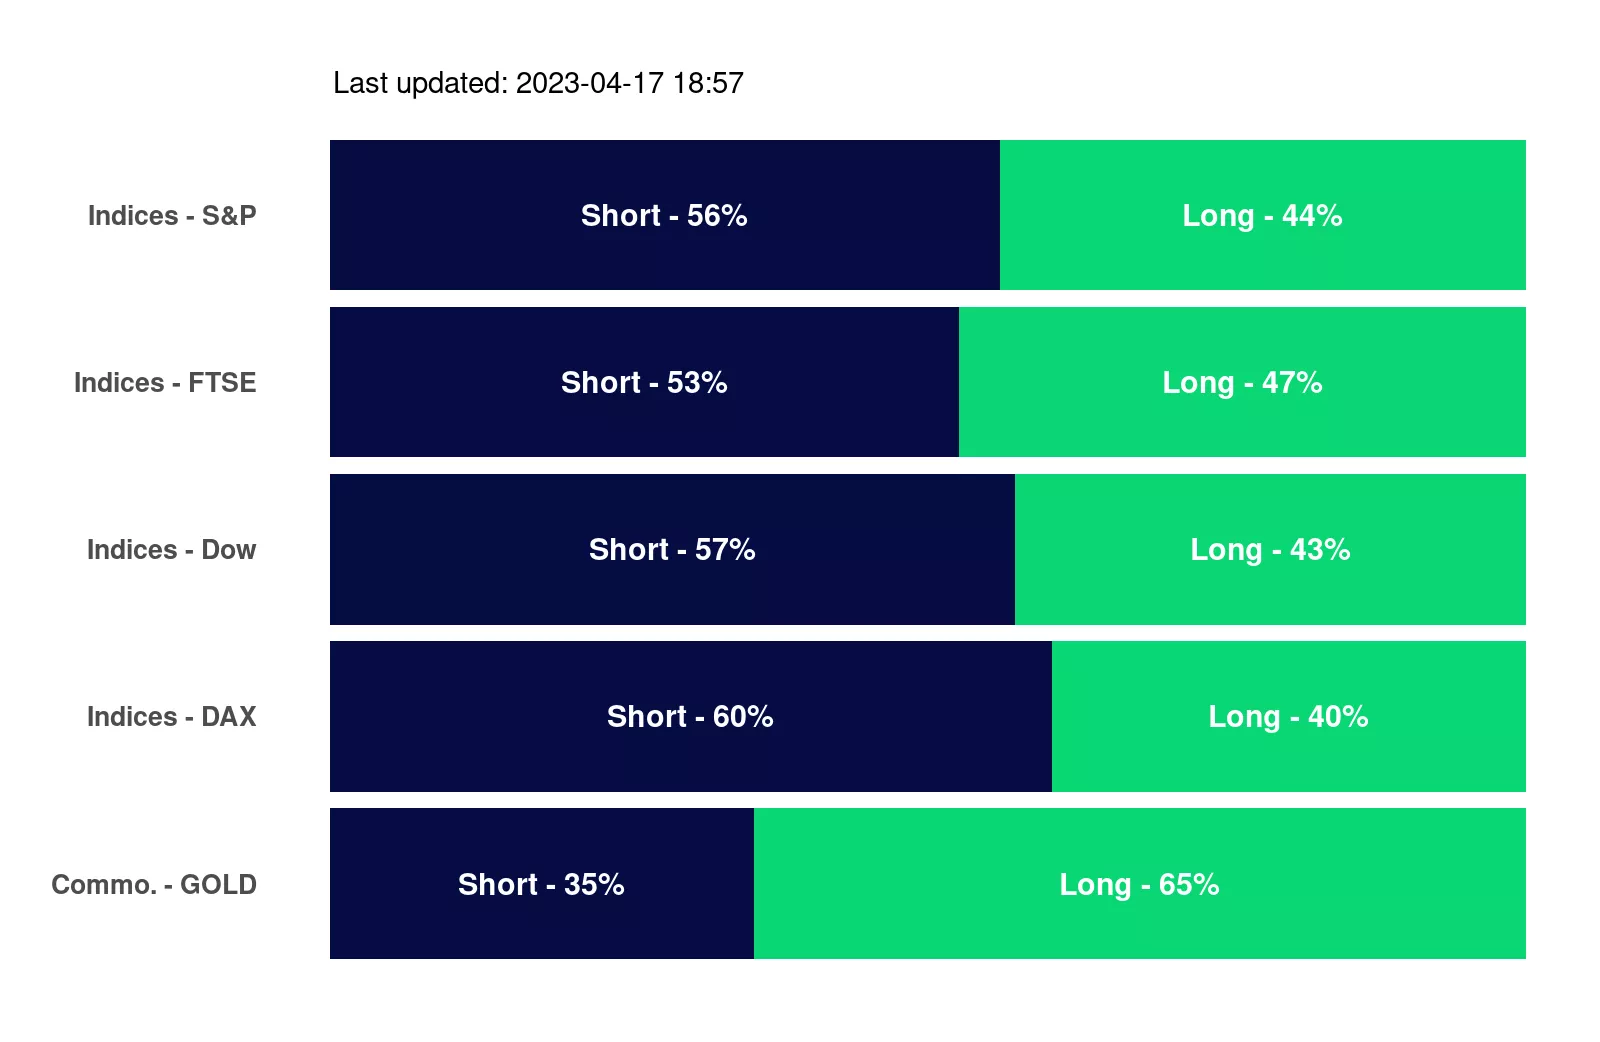 Last updated: 2023-04-17 18:57
Indices - S&P Short - 56% Long - 44%
Indices - FTSE Short - 53% Long - 47%
Indices - Dow Short - 57% Long - 43%
Indices - DAX Short - 60% Long - 40%
Commo. - GOLD Short - 35% Long - 65%